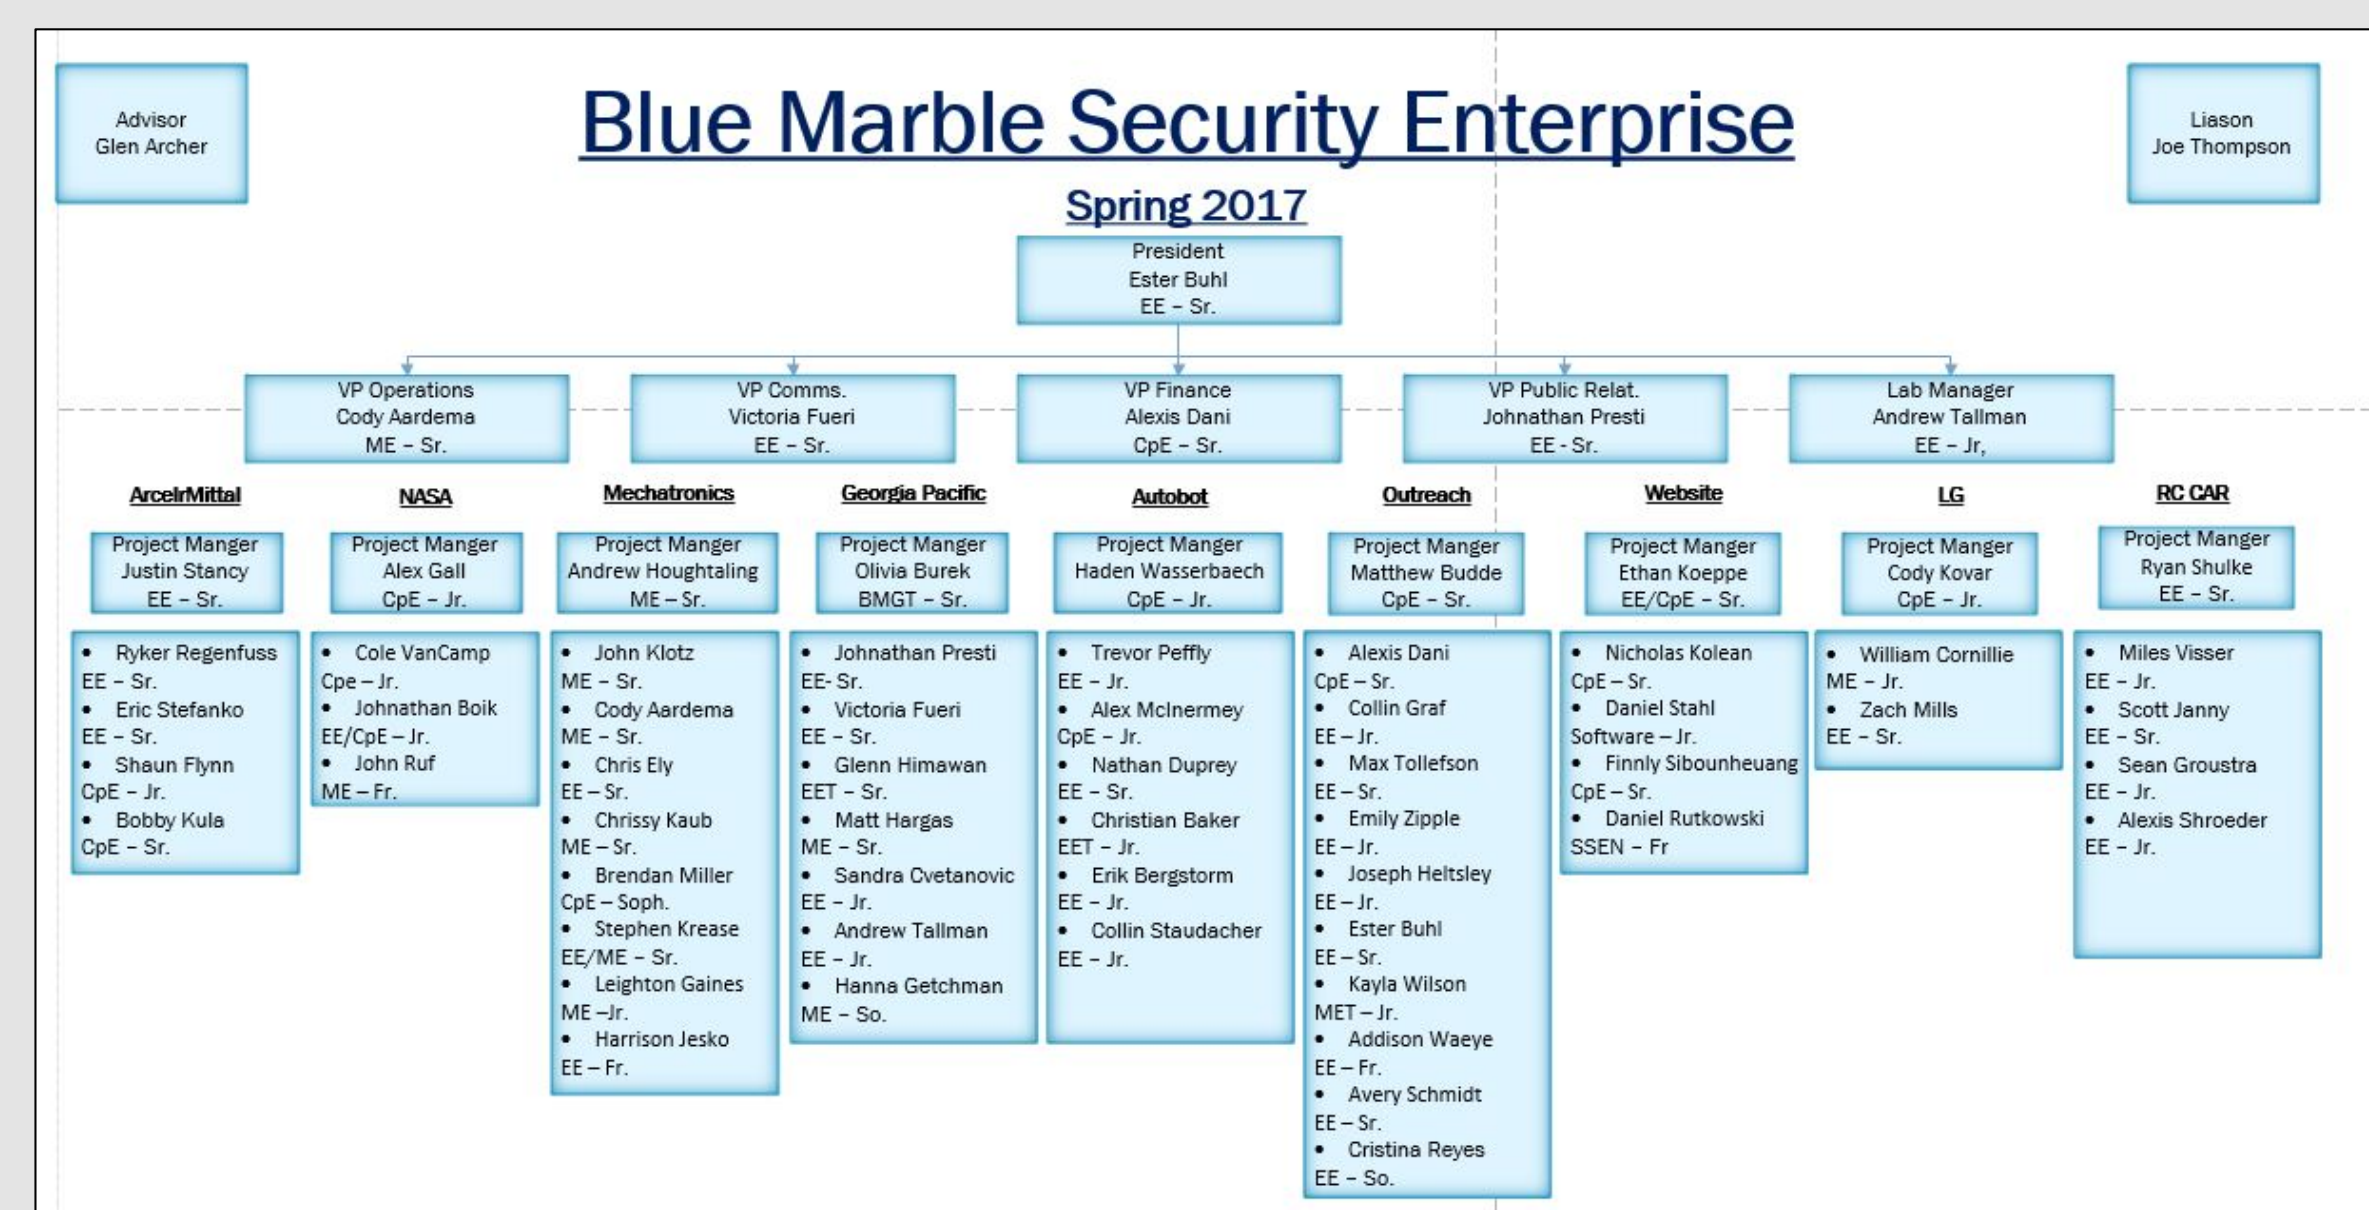 Advisor
Glen Archer
Blue Marble Security Enterprise
Liason
Joe Thompson
Spring 2017
President
Ester Buhl
EE – Sr.
VP Operations
Cody Aardema
ME – Sr.
VP Comms.
Victoria Fueri
EE – Sr.
VP Finance
Alexis Dani
CpE – Sr.
VP Public Relat.
Johnathan Presti
EE - Sr.
Lab Manager
Andrew Tallman
EE – Jr,
ArcelrMittal
Project Manger
Justin Stancy
EE – Sr.
• Ryker Regenfuss
EE – Sr.
• Eric Stefanko
EE – Sr.
• Shaun Flynn
CpE – Jr.
• Bobby Kula
CpE – Sr.
NASA
Project Manger
Alex Gall
CpE – Jr.
• Cole VanCamp
Cpe – Jr.
• Johnathan Boik
EE/CpE – Jr.
• John Ruf
ME – Fr.
Mechatronics
Project Manger
Andrew Houghtaling
ME – Sr.
• John Klotz
ME – Sr.
• Cody Aardema
ME – Sr.
• Chris Ely
EE – Sr.
• Chrissy Kaub
ME – Sr.
• Brendan Miller
CpE – Soph.
• Stephen Krease
EE/ME – Sr.
• Leighton Gaines
ME –Jr.
• Harrison Jesko
EE – Fr.
Georgia Pacific
Project Manger
Olivia Burek
BMGT – Sr.
• Johnathan Presti
EE- Sr.
• Victoria Fueri
EE – Sr.
• Glenn Himawan
EET – Sr.
• Matt Hargas
ME – Sr.
• Sandra Cvetanovic
EE – Jr.
• Andrew Tallman
EE – Jr.
• Hanna Getchman
ME – So.
Autobot
Project Manger
Haden Wasserbaech
CpE – Jr.
• Trevor Peffly
EE – Jr.
• Alex McInermey
CpE – Jr.
• Nathan Duprey
EE – Sr.
• Christian Baker
EET – Jr.
• Erik Bergstorm
EE – Jr.
• Collin Staudacher
EE – Jr.
Outreach
Project Manger
Matthew Budde
CpE – Sr.
• Alexis Dani
CpE – Sr.
• Collin Graf
EE – Jr.
• Max Tollefson
EE – Sr.
• Emily Zipple
EE – Jr.
• Joseph Heltsley
EE – Jr.
• Ester Buhl
EE – Sr.
• Kayla Wilson
MET – Jr.
• Addison Waeye
EE – Fr.
• Avery Schmidt
EE – Sr.
• Cristina Reyes
EE – So.
Website
Project Manger
Ethan Koeppe
EE/CpE – Sr.
• Nicholas Kolean
CpE – Sr.
• Daniel Stahl
Software – Jr.
• Finnly Sibounheuang
CpE – Sr.
• Daniel Rutkowski
SSEN – Fr
LG
Project Manger
Cody Kovar
CpE – Jr.
• William Cornillie
ME – Jr.
• Zach Mills
EE – Sr.
RC CAR
Project Manger
Ryan Shulke
EE – Sr.
• Miles Visser
EE – Jr.
• Scott Janny
EE – Sr.
• Sean Groustra
EE – Jr.
• Alexis Shroeder
EE – Jr.